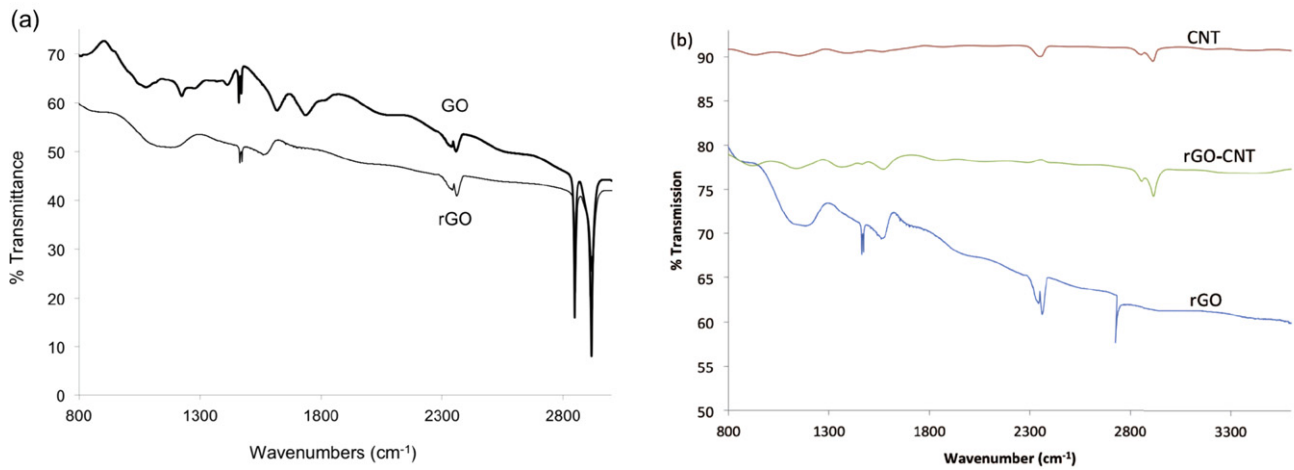 (a)
% Transmittance
70
60
50
40
30
20
10
0
GO
rGO
800 1300 1800 2300 2800
Wavenumbers (cm⁻¹)
(b)
% Transmission
90
85
80
75
70
65
60
55
50
CNT
rGO-CNT
rGO
800 1300 1800 2300 2800 3300
Wavenumber (cm⁻¹)